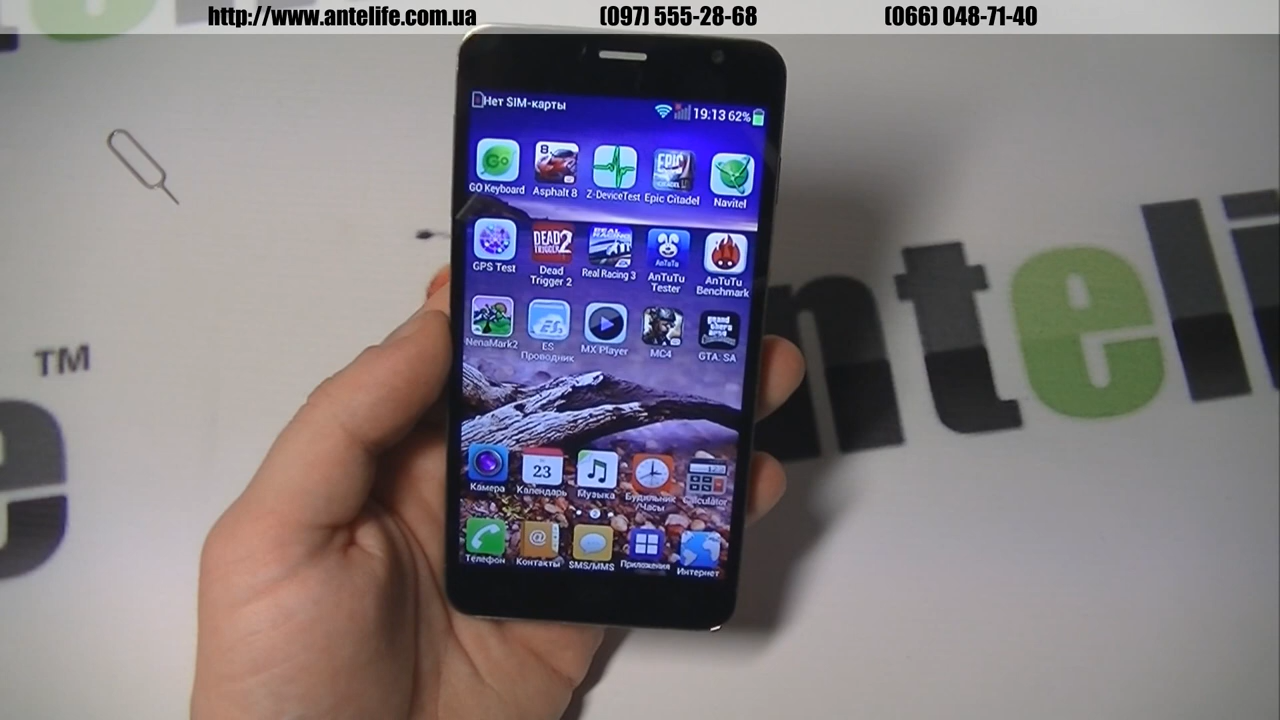 http://www.antelife.com.ua (097) 555-28-68 (066) 048-71-40
Нет SIM-карты 19:13 62%
GO Keyboard Asphalt 8 Z-DeviceTest Epic Citadel Navitel
GPS Test Dead Trigger 2 Real Racing 3 AnTuTu Tester AnTuTu Benchmark
NenaMark2 ES Проводник MX Player MC4 GTA: SA
23
Камера Календарь Музыка Будильник/Часы Calculator
Телефон Контакты SMS/MMS Приложения Интернет
TM
anteli
e